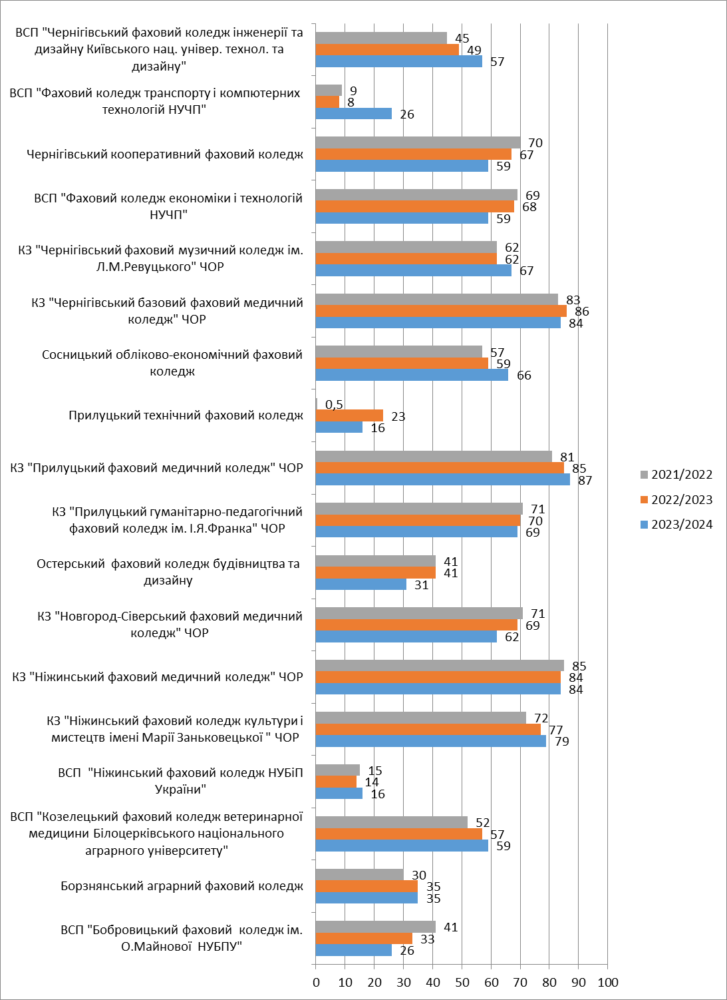 ВСП "Чернігівський фаховий коледж інженерії та
дизайну Київського нац. універ. технол. та
дизайну"
45
49
57
ВСП "Фаховий коледж транспорту і компютерних
технологій НУЧП"
9
8
26
Чернігівський кооперативний фаховий коледж
70
67
59
ВСП "Фаховий коледж економіки і технологій
НУЧП"
69
68
59
КЗ "Чернігівський фаховий музичний коледж ім.
Л.М.Ревуцького" ЧОР
62
62
67
КЗ "Чернігівський базовий фаховий медичний
коледж" ЧОР
83
86
84
Сосницький обліково-економічний фаховий
коледж
57
59
66
Прилуцький технічний фаховий коледж
0,5
23
16
КЗ "Прилуцький фаховий медичний коледж" ЧОР
81
85
87
КЗ "Прилуцький гуманітарно-педагогічний
фаховий коледж ім. І.Я.Франка" ЧОР
71
70
69
Остерський фаховий коледж будівництва та
дизайну
41
41
31
КЗ "Новгород-Сіверський фаховий медичний
коледж" ЧОР
71
69
62
КЗ "Ніжинський фаховий медичний коледж" ЧОР
85
84
84
КЗ "Ніжинський фаховий коледж культури і
мистецтв імені Марії Заньковецької " ЧОР
72
77
79
ВСП "Ніжинський фаховий коледж НУБіП
України"
15
14
16
ВСП "Козелецький фаховий коледж ветеринарної
медицини Білоцерківського національного
аграрного університету"
52
57
59
Борзнянський аграрний фаховий коледж
30
35
35
ВСП "Бобровицький фаховий коледж ім.
О.Майнової НУБПУ"
41
33
26
0 10 20 30 40 50 60 70 80 90 100
2021/2022
2022/2023
2023/2024